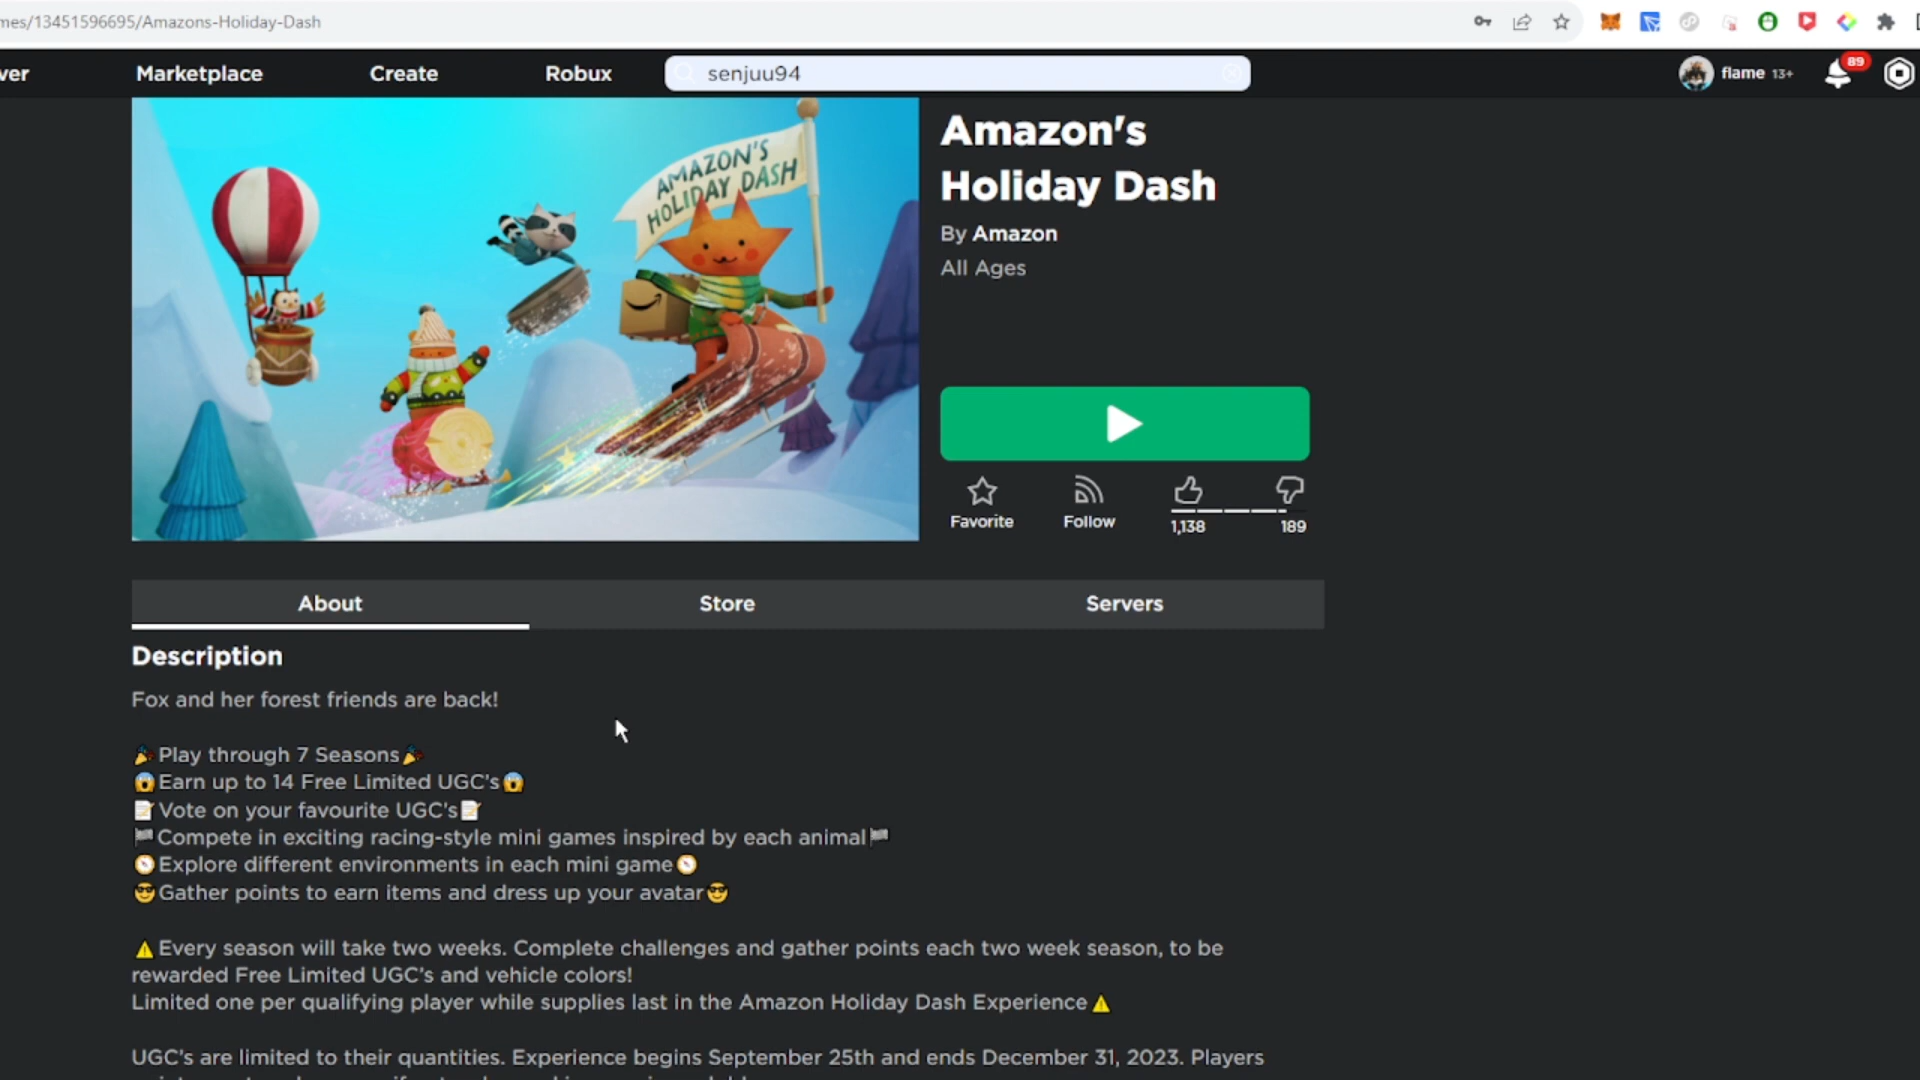 mes/13451596695/Amazons-Holiday-Dash
ver Marketplace Create Robux senjuu94 flame 13+ 89
AMAZON'S
HOLIDAY DASH
Amazon's
Holiday Dash
By Amazon
All Ages
Favorite Follow 1,138 189
About Store Servers
Description
Fox and her forest friends are back!
🎉Play through 7 Seasons🎉
😱Earn up to 14 Free Limited UGC's😱
📝Vote on your favourite UGC's📝
🏁Compete in exciting racing-style mini games inspired by each animal🏁
🧭Explore different environments in each mini game🧭
😎Gather points to earn items and dress up your avatar😎
⚠️Every season will take two weeks. Complete challenges and gather points each two week season, to be
rewarded Free Limited UGC's and vehicle colors!
Limited one per qualifying player while supplies last in the Amazon Holiday Dash Experience⚠️
UGC's are limited to their quantities. Experience begins September 25th and ends December 31, 2023. Players